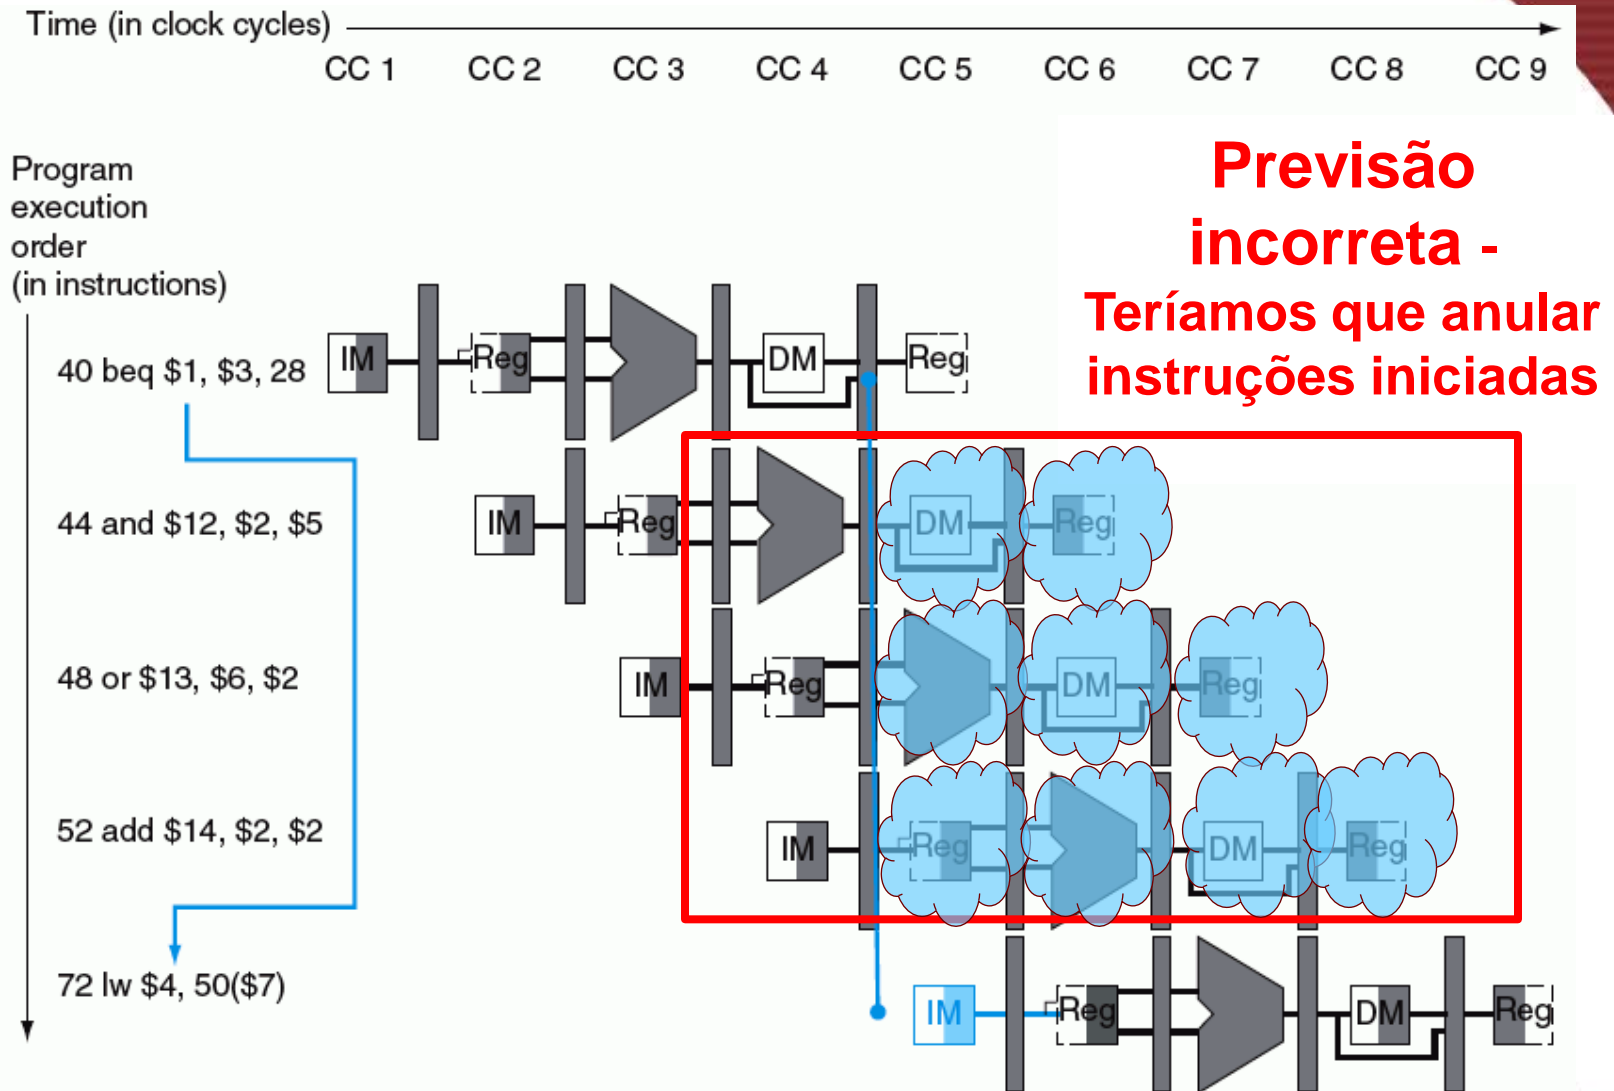 Time (in clock cycles)
CC 1 CC 2 CC 3 CC 4 CC 5 CC 6 CC 7 CC 8 CC 9
Previsão
incorreta -
Teríamos que anular
instruções iniciadas
Program
execution
order
(in instructions)
40 beq $1, $3, 28
IM Reg DM Reg
44 and $12, $2, $5
IM Reg DM Reg
48 or $13, $6, $2
IM Reg DM Reg
52 add $14, $2, $2
IM Reg DM Reg
72 lw $4, 50($7)
IM Reg DM Reg